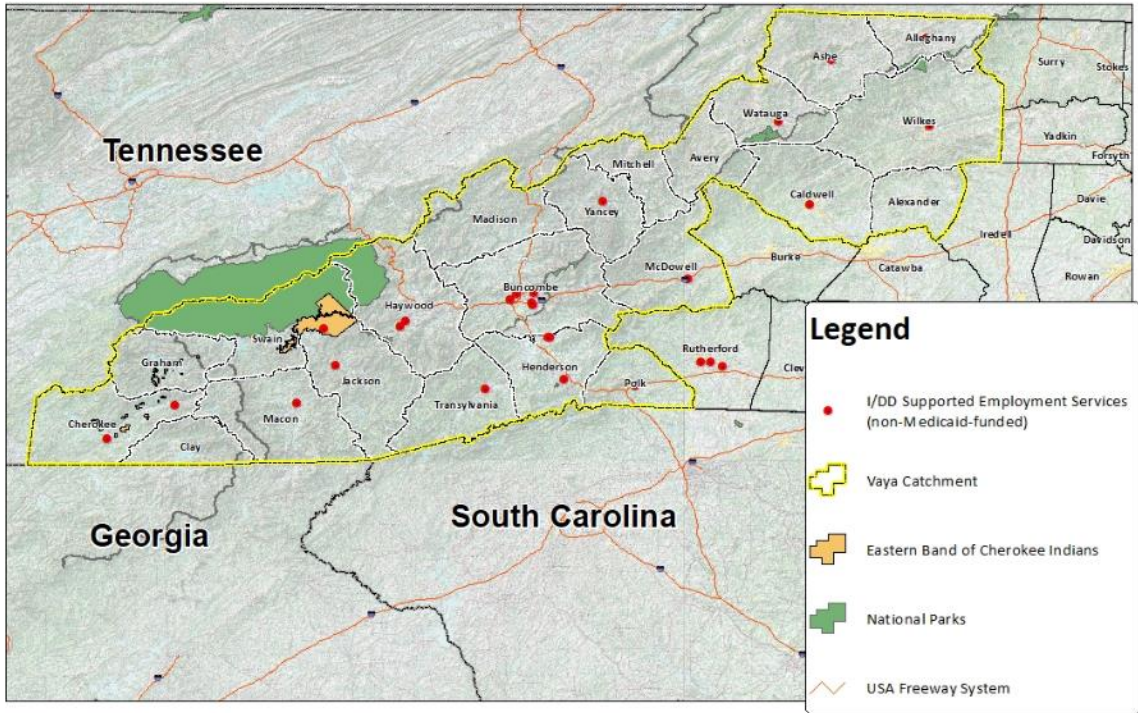 Alleghany
Ashe
Surry
Stokes
Watauga
Wilkes
Yadkin
Tennessee
Mitchell
Avery
Forsyth
Yancey
Caldwell
Alexander
Davie
Madison
Iredell
Davidson
McDowell
Burke
Catawba
Rowan
Buncombe
Haywood
Legend
Swain
Rutherford
Clev
Graham
Henderson
Jackson
Polk
Transylvania
Macon
Cherokee
Clay
I/DD Supported Employment Services
(non-Medicaid-funded)
Vaya Catchment
South Carolina
Georgia
Eastern Band of Cherokee Indians
National Parks
USA Freeway System